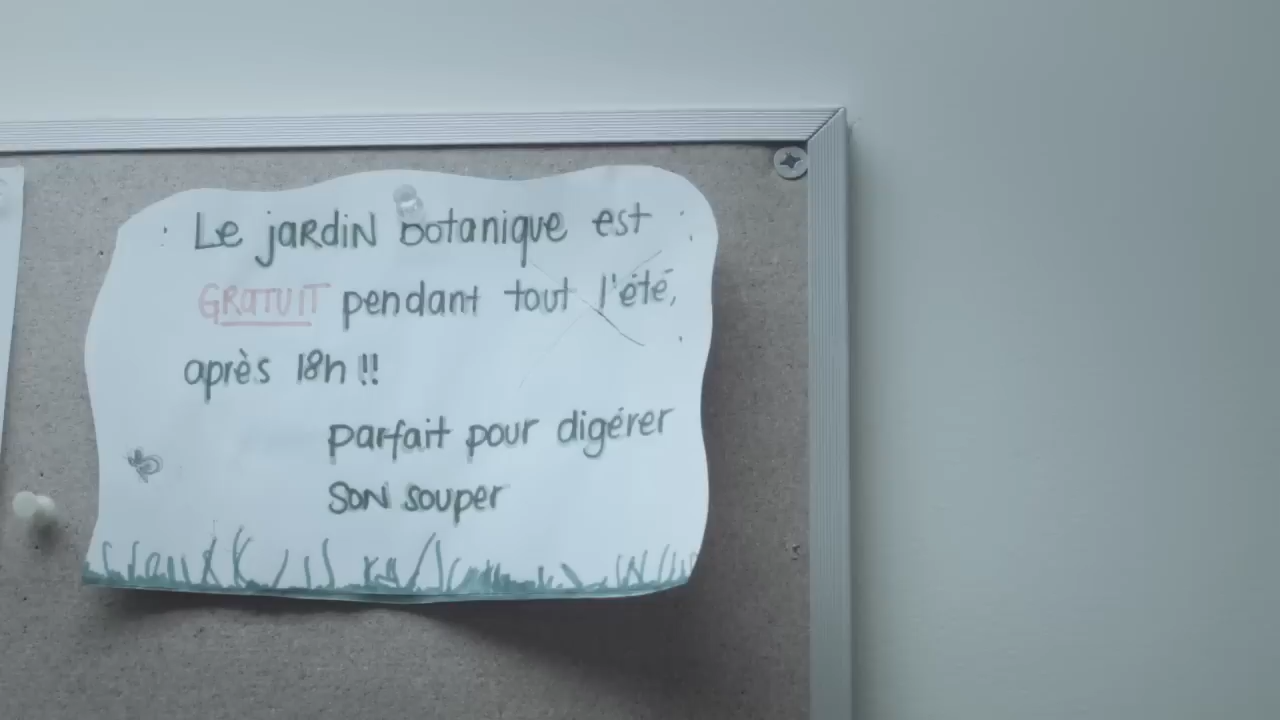 Le jardin botanique est
GRATUIT pendant tout l'été,
après 18h !!
parfait pour digérer
son souper